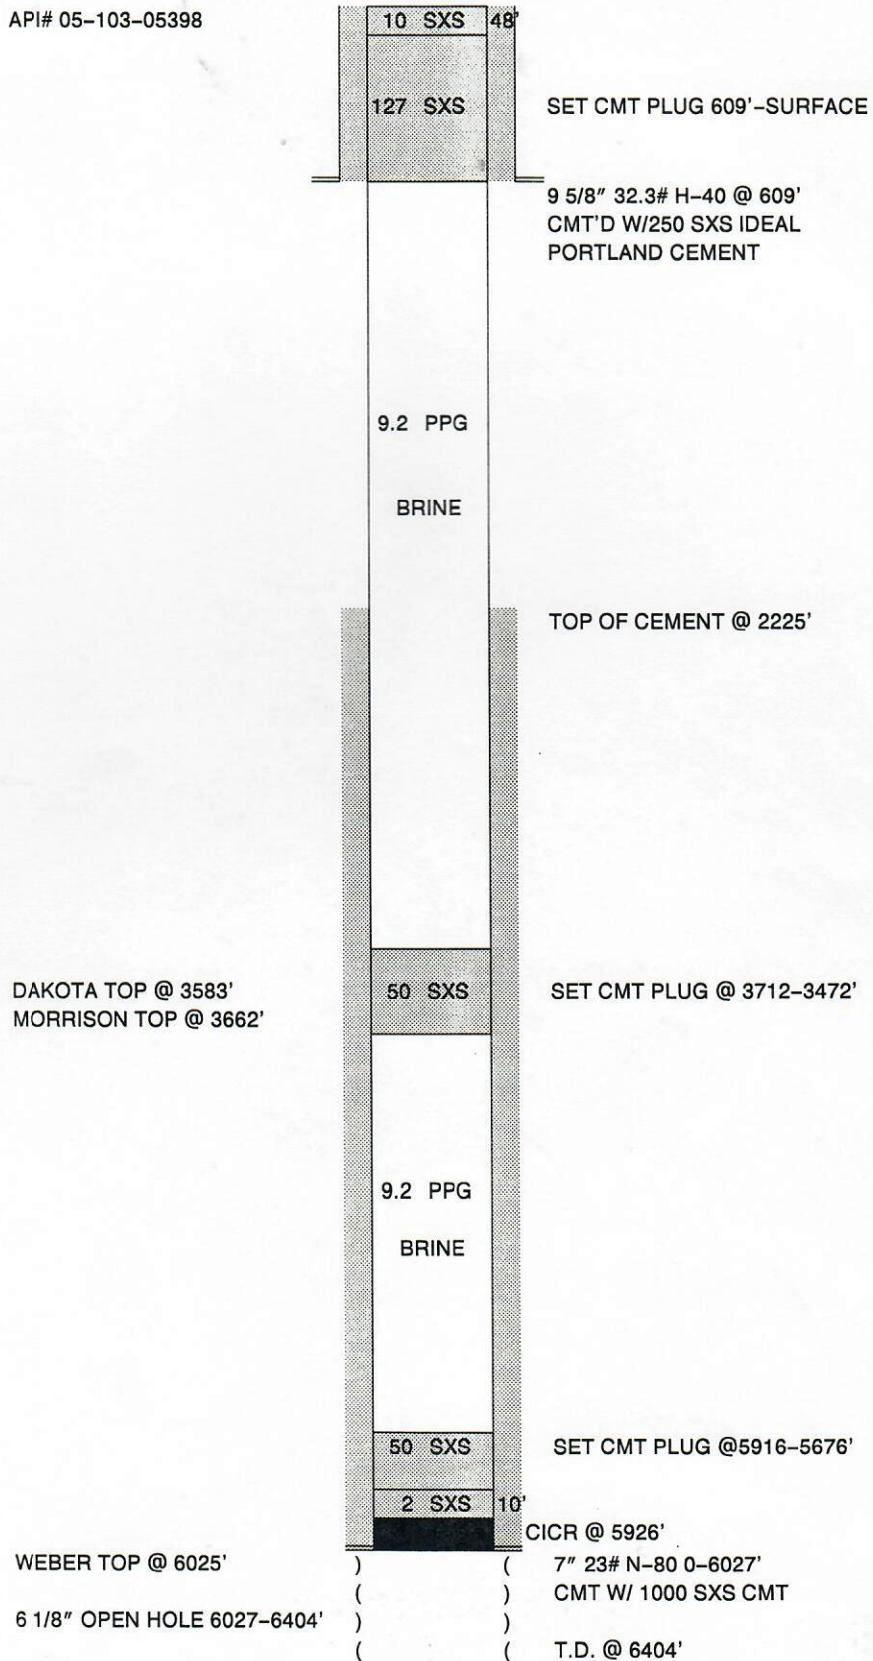 API# 05-103-05398
10 SXS 48'
127 SXS
SET CMT PLUG 609'-SURFACE
9 5/8" 32.3# H-40 @ 609'
CMT'D W/250 SXS IDEAL
PORTLAND CEMENT
9.2 PPG
BRINE
TOP OF CEMENT @ 2225'
DAKOTA TOP @ 3583'
MORRISON TOP @ 3662'
50 SXS
SET CMT PLUG @ 3712-3472'
9.2 PPG
BRINE
50 SXS
SET CMT PLUG @5916-5676'
2 SXS 10'
CICR @ 5926'
WEBER TOP @ 6025'
7" 23# N-80 0-6027'
CMT W/ 1000 SXS CMT
6 1/8" OPEN HOLE 6027-6404'
T.D. @ 6404'